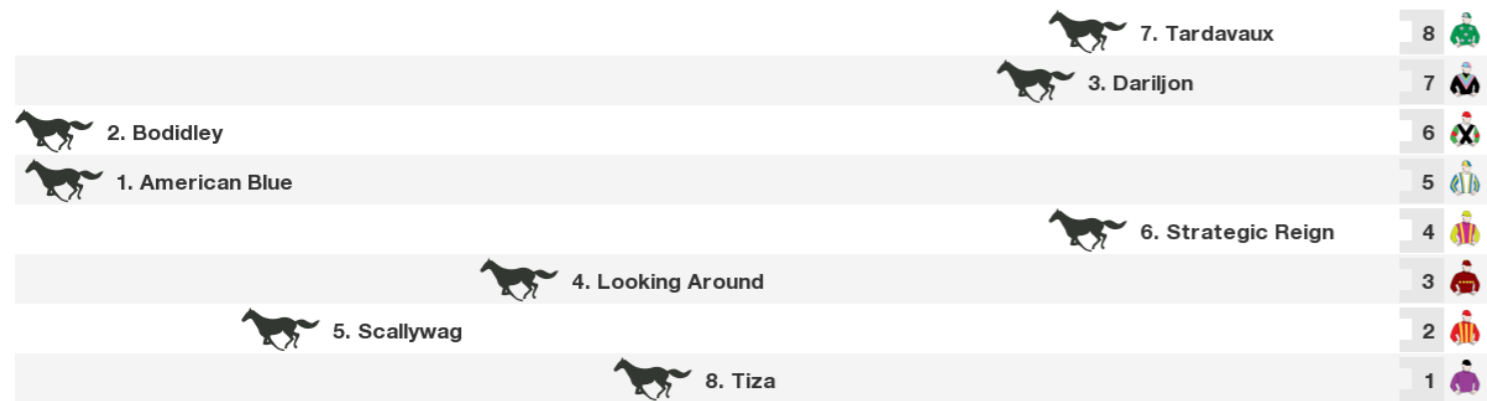 7. Tardavaux 8
3. Dariljon 7
2. Bodidley 6
1. American Blue 5
6. Strategic Reign 4
4. Looking Around 3
5. Scallywag 2
8. Tiza 1